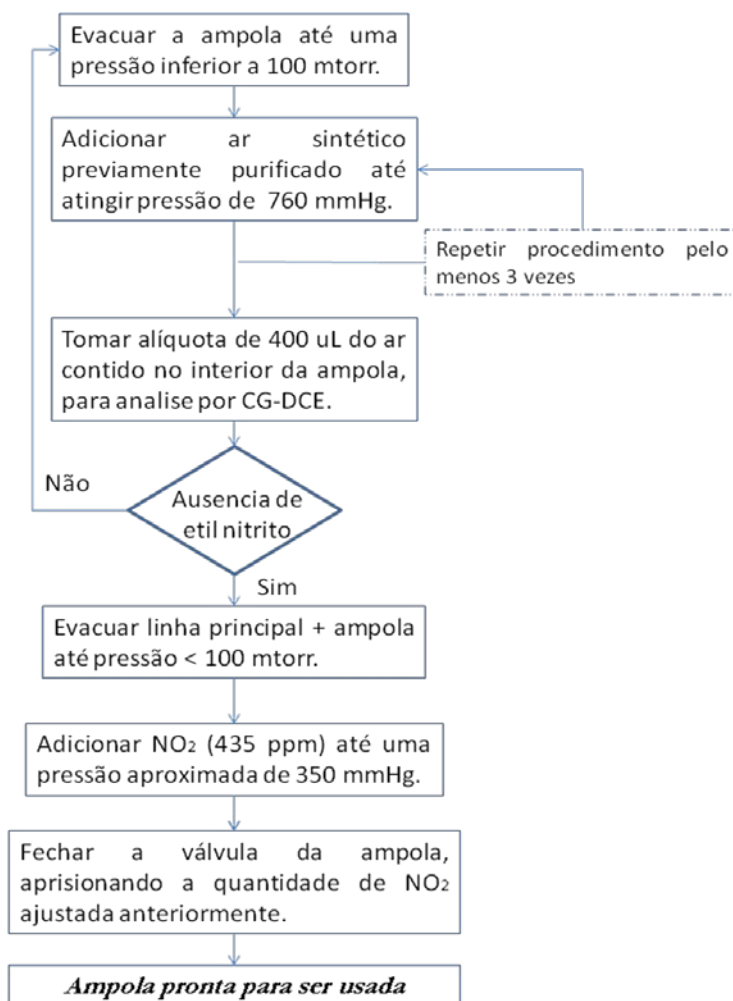 Evacuar a ampola até uma
pressão inferior a 100 mtorr.
Adicionar ar sintético
previamente purificado até
atingir pressão de 760 mmHg.
Repetir procedimento pelo
menos 3 vezes
Tomar alíquota de 400 uL do ar
contido no interior da ampola,
para analise por CG-DCE.
Não
Ausencia de
etil nitrito
Sim
Evacuar linha principal + ampola
até pressão < 100 mtorr.
Adicionar NO₂ (435 ppm) até uma
pressão aproximada de 350 mmHg.
Fechar a válvula da ampola,
aprisionando a quantidade de NO₂
ajustada anteriormente.
Ampola pronta para ser usada